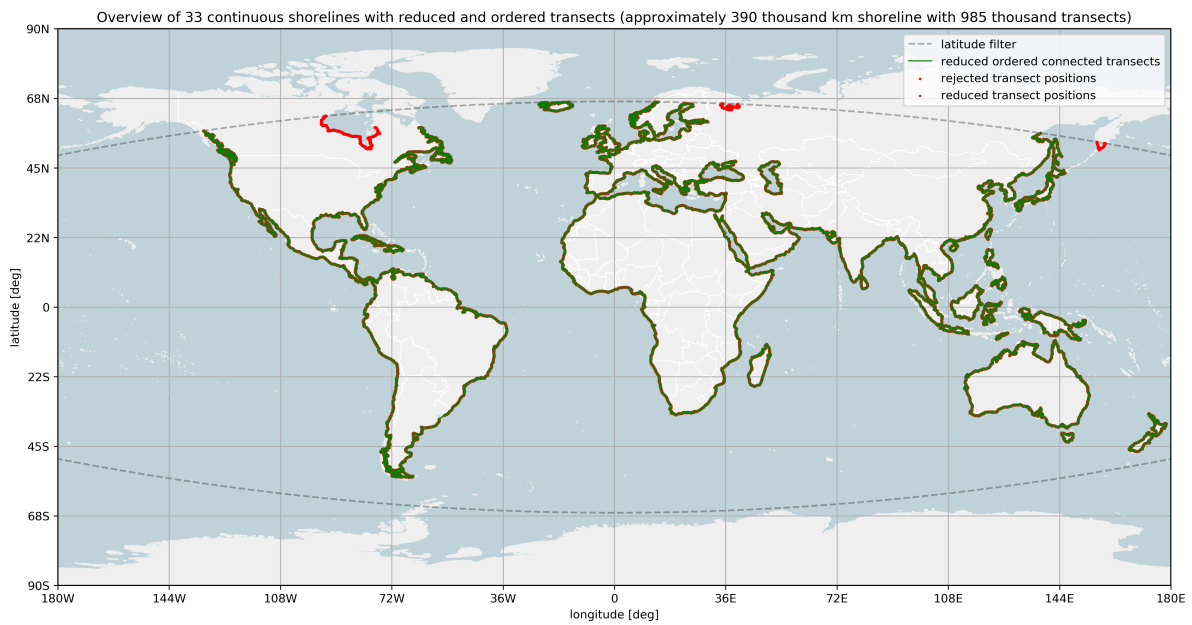 Overview of 33 continuous shorelines with reduced and ordered transects (approximately 390 thousand km shoreline with 985 thousand transects)
latitude filter
reduced ordered connected transects
rejected transect positions
reduced transect positions
90N
68N
45N
22N
0
22S
45S
68S
90S
latitude [deg]
180W 144W 108W 72W 36W 0 36E 72E 108E 144E 180E
longitude [deg]